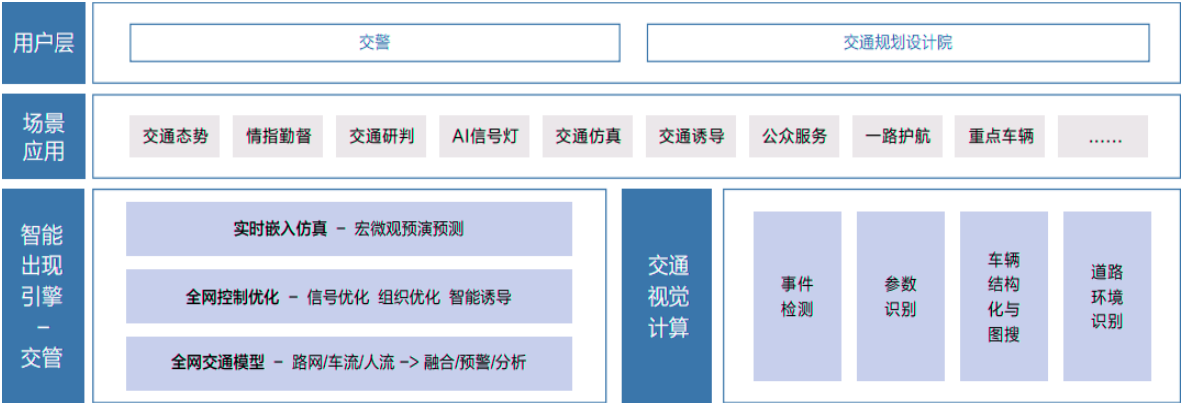 用户层
交警
交通规划设计院
场景
应用
交通态势
情指勤督
交通研判
AI信号灯
交通仿真
交通诱导
公众服务
一路护航
重点车辆
......
智能
出现
引擎
–
交管
实时嵌入仿真 – 宏微观预演预测
全网控制优化 – 信号优化 组织优化 智能诱导
全网交通模型 – 路网/车流/人流 –> 融合/预警/分析
交通
视觉
计算
事件
检测
参数
识别
车辆
结构
化与
图搜
道路
环境
识别